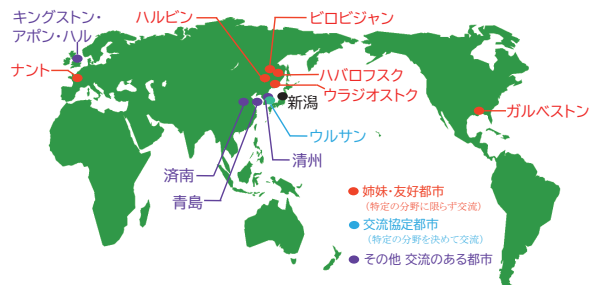 キングストン・
アポン・ハル
ハルビン
ビロビジャン
ナント
ハバロフスク
ウラジオストク
新潟
ガルベストン
ウルサン
清州
済南
青島
姉妹・友好都市
（特定の分野に限らず交流）
交流協定都市
（特定の分野を決めて交流）
その他 交流のある都市